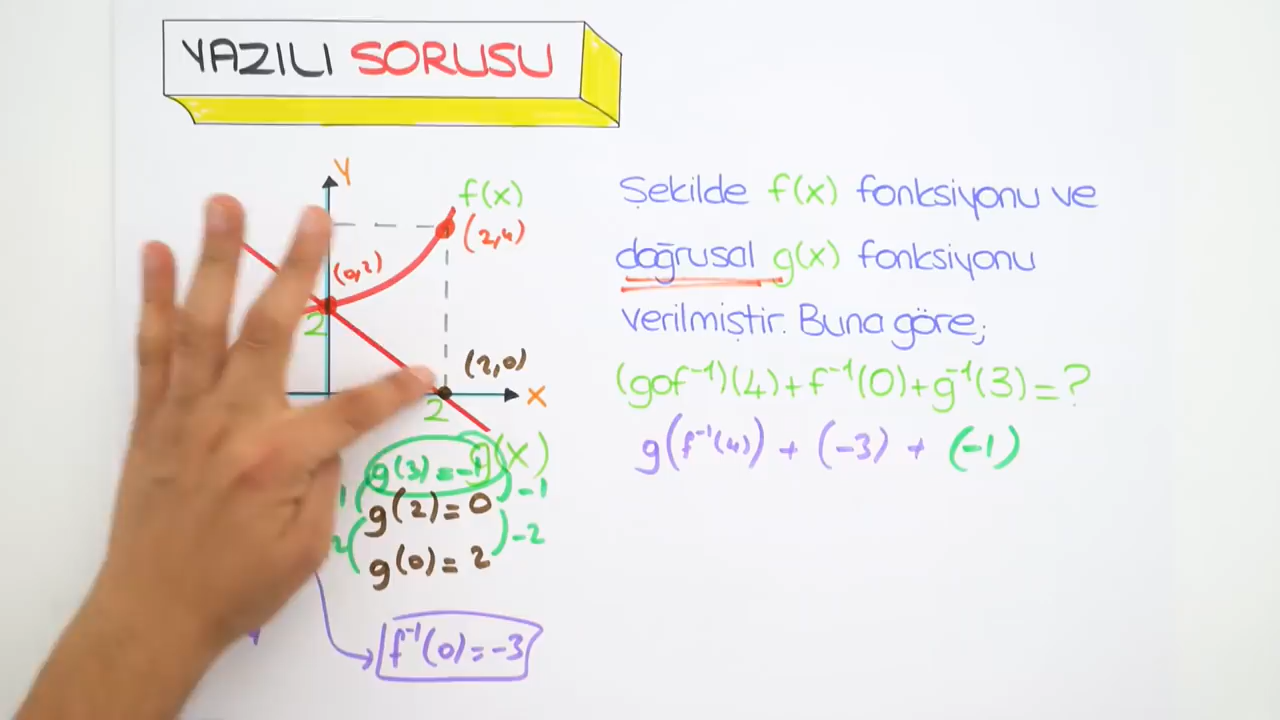 YAZILI SORUSU
Y
f(x)
(2,4)
(0,2)
2
(2,0)
X
2
g(x)
g(3)=-1
-1
g(2)=0
-2
g(0)=2
f⁻¹(0)=-3
Şekilde f(x) fonksiyonu ve
doğrusal g(x) fonksiyonu
verilmiştir. Buna göre;
(gof⁻¹)(4)+f⁻¹(0)+g⁻¹(3)=?
g(f⁻¹(4)) + (-3) + (-1)